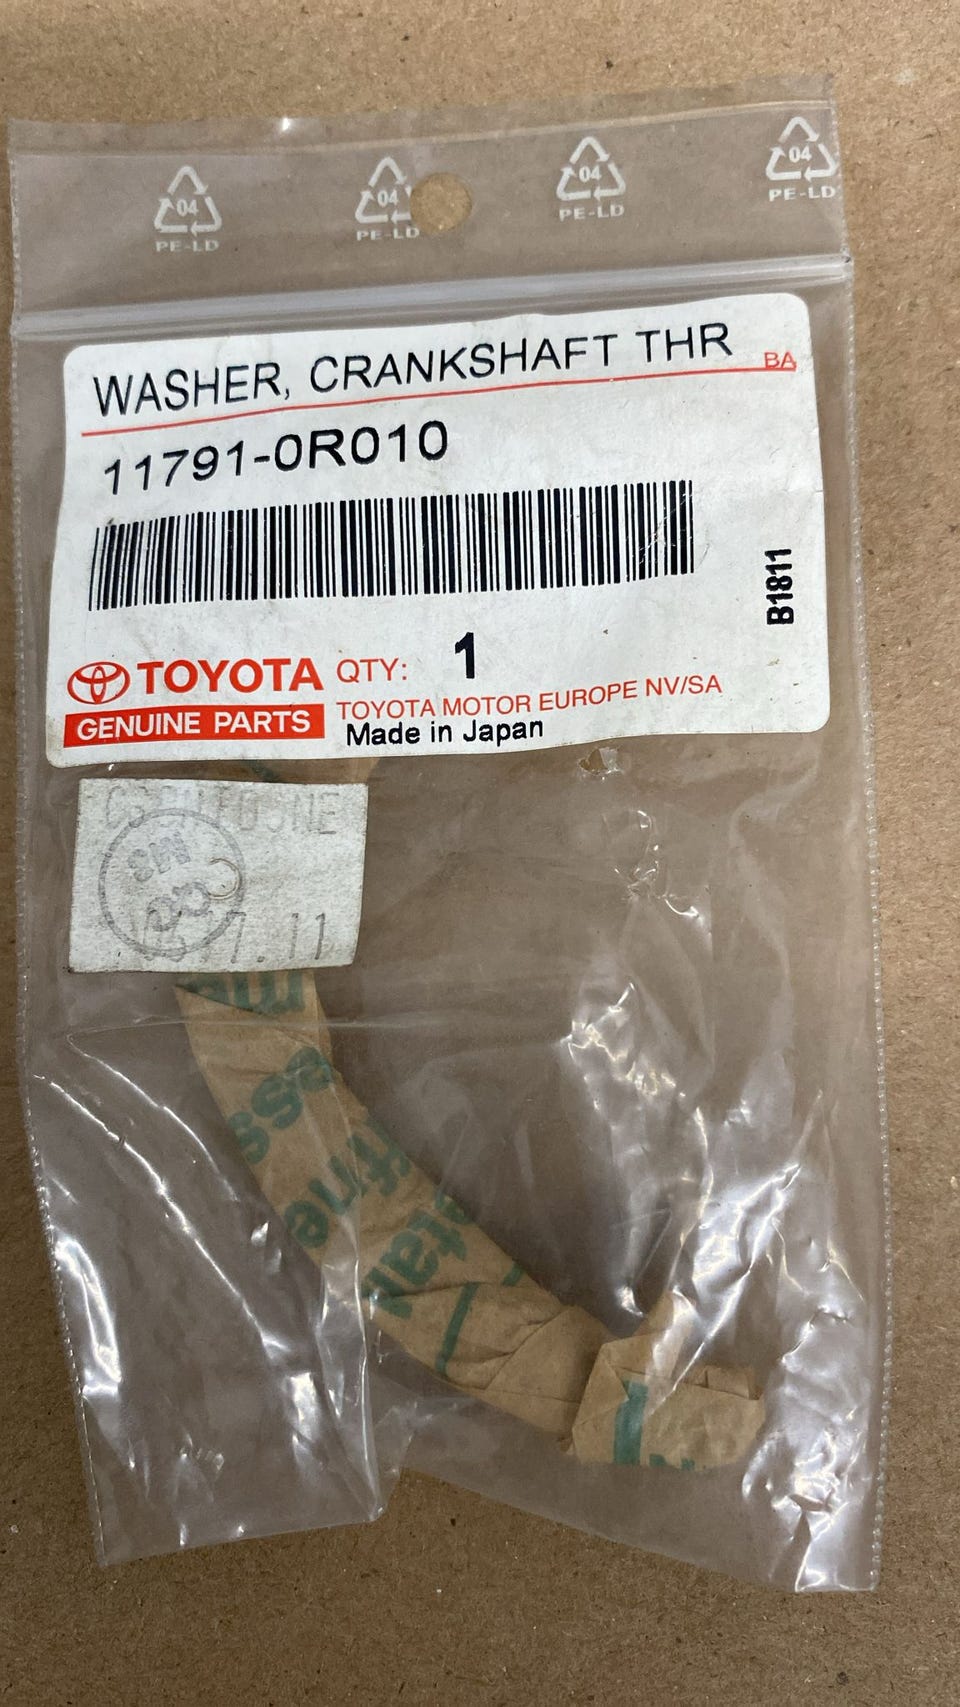 04 04 04 04
PE-LD PE-LD PE-LD PE-LD
WASHER, CRANKSHAFT THR
BA
11791-0R010
B1811
QTY: 1
TOYOTA
TOYOTA MOTOR EUROPE NV/SA
GENUINE PARTS
Made in Japan